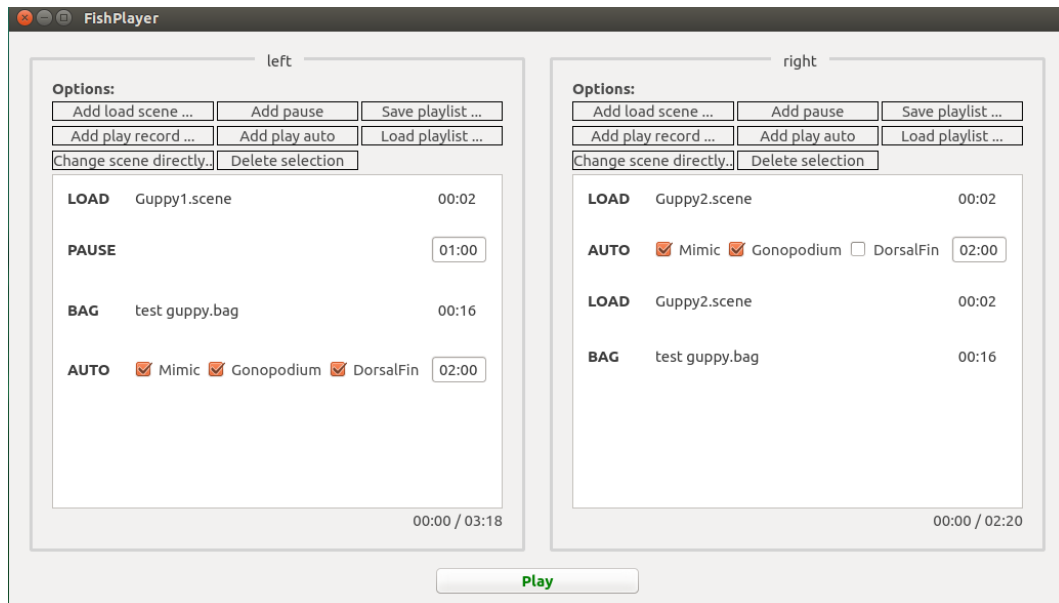 FishPlayer
left
Options:
Add load scene ... Add pause Save playlist ...
Add play record ... Add play auto Load playlist ...
Change scene directly.. Delete selection
LOAD Guppy1.scene 00:02
PAUSE 01:00
BAG test guppy.bag 00:16
AUTO Mimic Gonopodium DorsalFin 02:00
00:00 / 03:18
right
Options:
Add load scene ... Add pause Save playlist ...
Add play record ... Add play auto Load playlist ...
Change scene directly.. Delete selection
LOAD Guppy2.scene 00:02
AUTO Mimic Gonopodium DorsalFin 02:00
LOAD Guppy2.scene 00:02
BAG test guppy.bag 00:16
00:00 / 02:20
Play